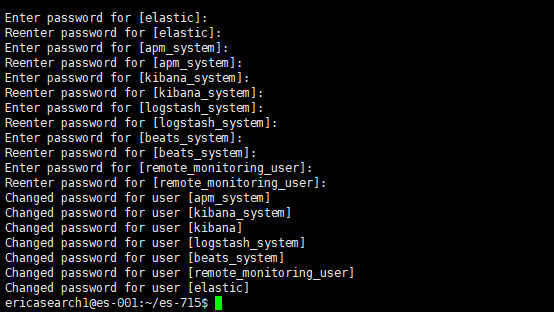 Enter password for [elastic]:
Reenter password for [elastic]:
Enter password for [apm_system]:
Reenter password for [apm_system]:
Enter password for [kibana_system]:
Reenter password for [kibana_system]:
Enter password for [logstash_system]:
Reenter password for [logstash_system]:
Enter password for [beats_system]:
Reenter password for [beats_system]:
Enter password for [remote_monitoring_user]:
Reenter password for [remote_monitoring_user]:
Changed password for user [apm_system]
Changed password for user [kibana_system]
Changed password for user [kibana]
Changed password for user [logstash_system]
Changed password for user [beats_system]
Changed password for user [remote_monitoring_user]
Changed password for user [elastic]
ericasearch1@es-001:~/es-715$